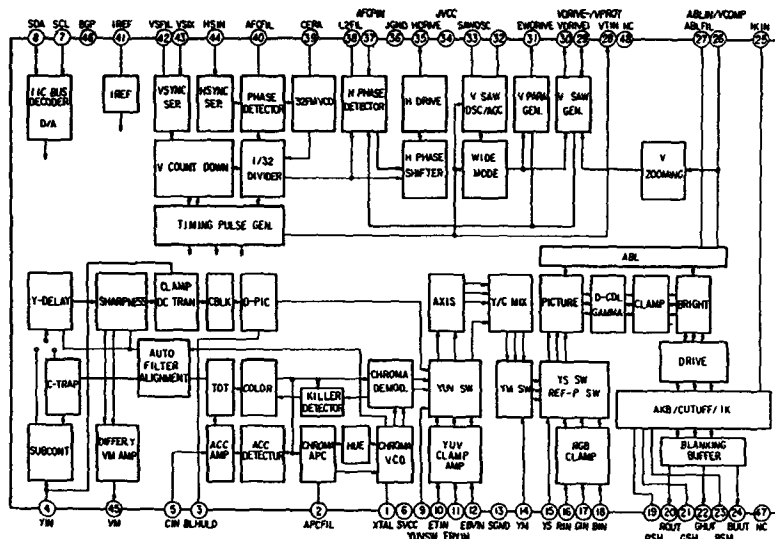 SDA SCL BGP IREF VSFIL VSIX HSIN AFCFIL CERA L2FIL AFCPIN JGND HDRIVE JVCC SAWOSC EWDRIVE VDRIVE-/VPROT VDRIVE+ VTIN NC ABLIN/VCOMP ABLFIL IKIN
8 7 46 41 42 43 44 40 39 38 37 36 35 34 33 32 31 30 29 28 48 27 26 25
IIC BUS DECODER D/A
IREF
VSYNC SEP.
HSYNC SEP.
PHASE DETECTOR
32FH VCO
H PHASE DETECTOR
H DRIVE
V SAW OSC/AGC
V PARA GEN.
V SAW GEN.
V COUNT DOWN
1/32 DIVIDER
H PHASE SHIFTER
WIDE MODE
V ZOOMING
TIMING PULSE GEN.
ABL
Y-DELAY
SHARPNESS
CLAMP DC TRAN
CBLK
D-PIC
AXIS
Y/C MIX
PICTURE
D-COL GAMMA
CLAMP
BRIGHT
AUTO FILTER ALIGNMENT
DRIVE
C-TRAP
TOT
COLOR
KILLER DETECTOR
CHROMA DEMOD.
YUV SW
YM SW
YS SW REF-P SW
AKB/CUTOFF/IK
SUBCONT
DIFFER.Y VM AMP
ACC AMP
ACC DETECTOR
CHROMA APC
HUE
CHROMA VCO
YUV CLAMP AMP
RGB CLAMP
BLANKING BUFFER
4 45 5 3 2 1 6 9 10 11 12 13 14 15 16 17 18 19 20 21 22 23 24 47
YIN VM CIN BLHOLD APCFIL XTAL SVCC YUVSW EYIN ERYIN EBYIN SGND YM YS RIN GIN BIN RSH ROUT GSH GOUT BSH BOUT NC